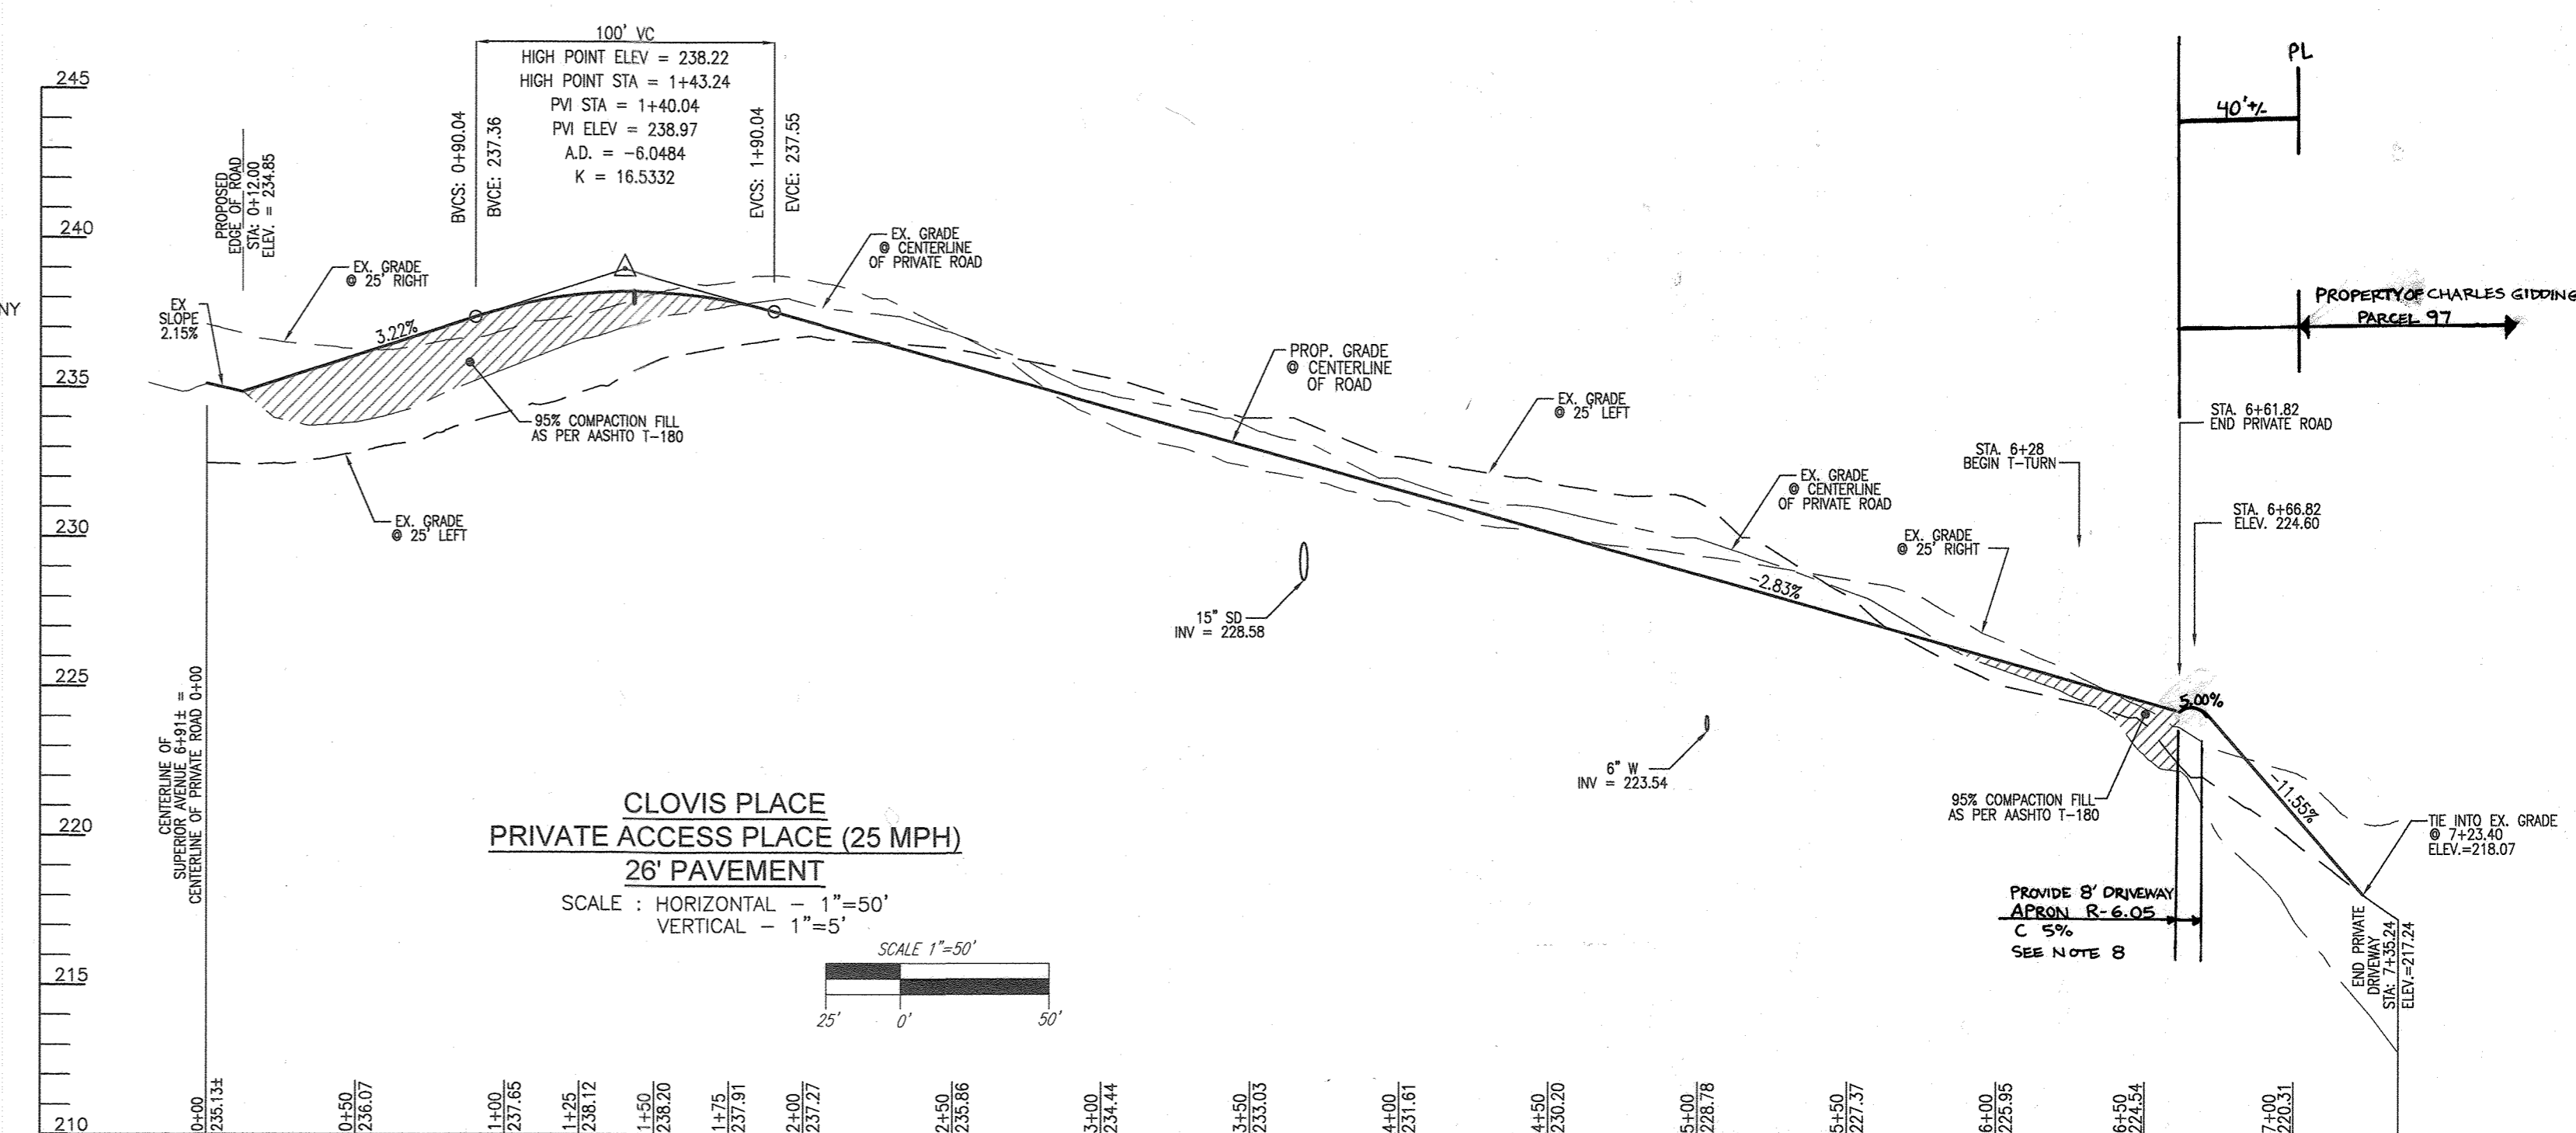 100' VC
HIGH POINT ELEV = 238.22
HIGH POINT STA = 1+43.24
PVI STA = 1+40.04
PVI ELEV = 238.97
A.D. = -6.0484
K = 16.5332
BVCS: 0+90.04
BVCE: 237.36
EVCS: 1+90.04
EVCE: 237.55
PL
40'+/-
245
240
235
230
225
220
215
210
NY
PROPOSED
EDGE OF ROAD
STA: 0+12.00
ELEV. = 234.85
EX. GRADE
@ 25' RIGHT
EX
SLOPE
2.15%
3.22%
EX. GRADE
@ CENTERLINE
OF PRIVATE ROAD
95% COMPACTION FILL
AS PER AASHTO T-180
EX. GRADE
@ 25' LEFT
PROP. GRADE
@ CENTERLINE
OF ROAD
EX. GRADE
@ 25' LEFT
EX. GRADE
@ CENTERLINE
OF PRIVATE ROAD
-2.83%
EX. GRADE
@ 25' RIGHT
STA. 6+28
BEGIN T-TURN
PROPERTY OF CHARLES GIDDING
PARCEL 97
STA. 6+61.82
END PRIVATE ROAD
STA. 6+66.82
ELEV. 224.60
5.00%
-11.55%
15" SD
INV = 228.58
6" W
INV = 223.54
95% COMPACTION FILL
AS PER AASHTO T-180
TIE INTO EX. GRADE
@ 7+23.40
ELEV.=218.07
PROVIDE 8' DRIVEWAY
APRON R-6.05
C 5%
SEE NOTE 8
END PRIVATE
DRIVEWAY
STA: 7+35.24
ELEV.=217.24
CENTERLINE OF
SUPERIOR AVENUE 6+91± =
CENTERLINE OF PRIVATE ROAD 0+00
CLOVIS PLACE
PRIVATE ACCESS PLACE (25 MPH)
26' PAVEMENT
SCALE : HORIZONTAL - 1"=50'
VERTICAL - 1"=5'
SCALE 1"=50'
25' 0' 50'
0+00
235.13±
0+50
236.07
1+00
237.65
1+25
238.12
1+50
238.20
1+75
237.91
2+00
237.27
2+50
235.86
3+00
234.44
3+50
233.03
4+00
231.61
4+50
230.20
5+00
228.78
5+50
227.37
6+00
225.95
6+50
224.54
7+00
220.31